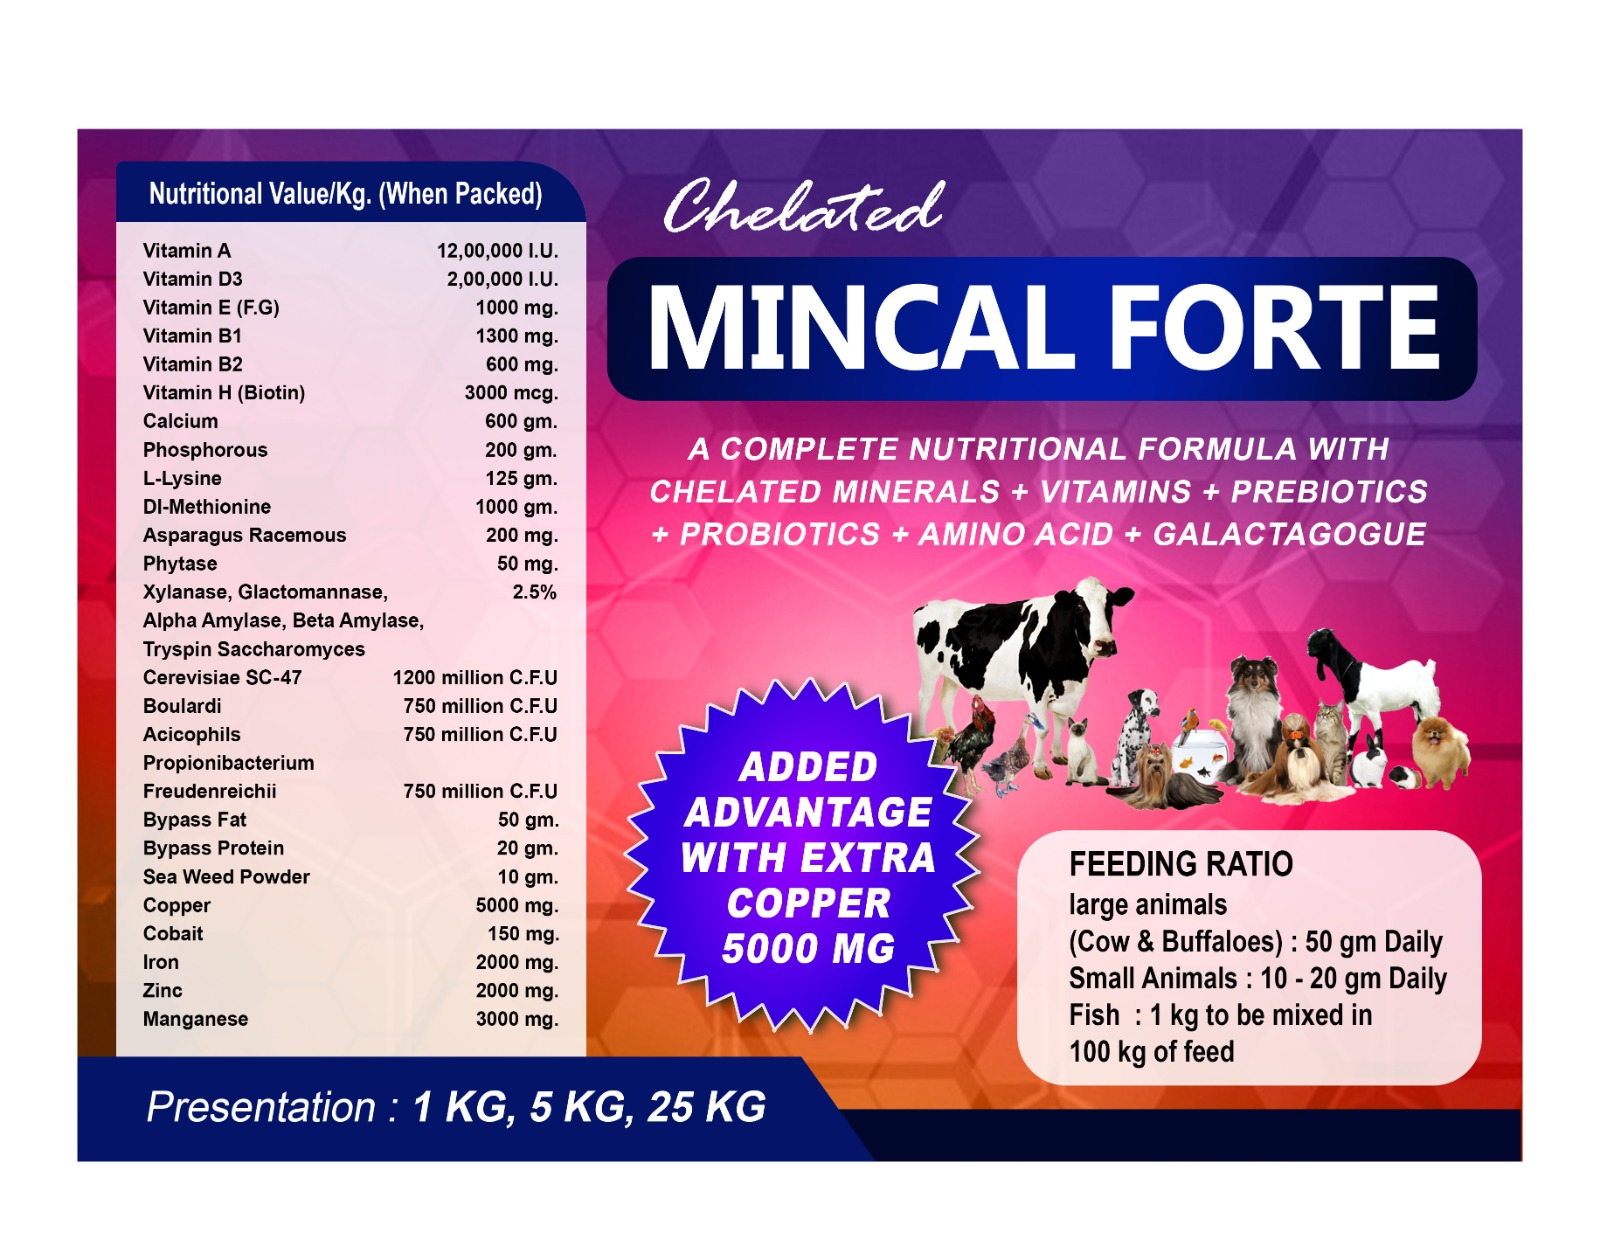 Nutritional Value/Kg. (When Packed)
Vitamin A 12,00,000 I.U.
Vitamin D3 2,00,000 I.U.
Vitamin E (F.G) 1000 mg.
Vitamin B1 1300 mg.
Vitamin B2 600 mg.
Vitamin H (Biotin) 3000 mcg.
Calcium 600 gm.
Phosphorous 200 gm.
L-Lysine 125 gm.
Dl-Methionine 1000 gm.
Asparagus Racemous 200 mg.
Phytase 50 mg.
Xylanase, Glactomannase, 2.5%
Alpha Amylase, Beta Amylase,
Tryspin Saccharomyces
Cerevisiae SC-47 1200 million C.F.U
Boulardi 750 million C.F.U
Acicophils 750 million C.F.U
Propionibacterium
Freudenreichii 750 million C.F.U
Bypass Fat 50 gm.
Bypass Protein 20 gm.
Sea Weed Powder 10 gm.
Copper 5000 mg.
Cobait 150 mg.
Iron 2000 mg.
Zinc 2000 mg.
Manganese 3000 mg.
Presentation : 1 KG, 5 KG, 25 KG
Chelated
MINCAL FORTE
A COMPLETE NUTRITIONAL FORMULA WITH
CHELATED MINERALS + VITAMINS + PREBIOTICS
+ PROBIOTICS + AMINO ACID + GALACTAGOGUE
ADDED
ADVANTAGE
WITH EXTRA
COPPER
5000 MG
FEEDING RATIO
large animals
(Cow & Buffaloes) : 50 gm Daily
Small Animals : 10 - 20 gm Daily
Fish : 1 kg to be mixed in
100 kg of feed